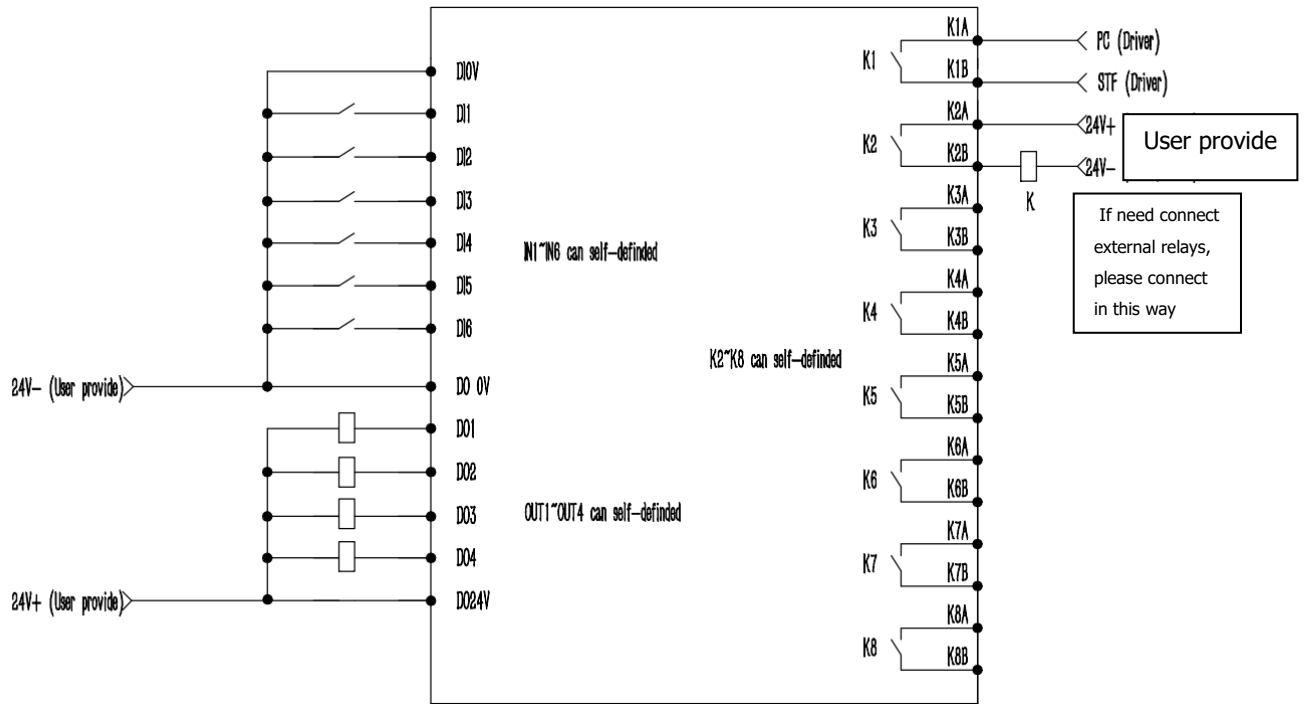 DI0V
DI1
DI2
DI3
DI4
DI5
DI6
24V- (User provide)
DO 0V
DO1
DO2
DO3
DO4
24V+ (User provide)
DO24V
IN1~IN6 can self-definded
OUT1~OUT4 can self-definded
K2~K8 can self-definded
K1
K1A
K1B
PC (Driver)
STF (Driver)
K2
K2A
K2B
24V+
24V-
K
User provide
If need connect
external relays,
please connect
in this way
K3
K3A
K3B
K4
K4A
K4B
K5
K5A
K5B
K6
K6A
K6B
K7
K7A
K7B
K8
K8A
K8B